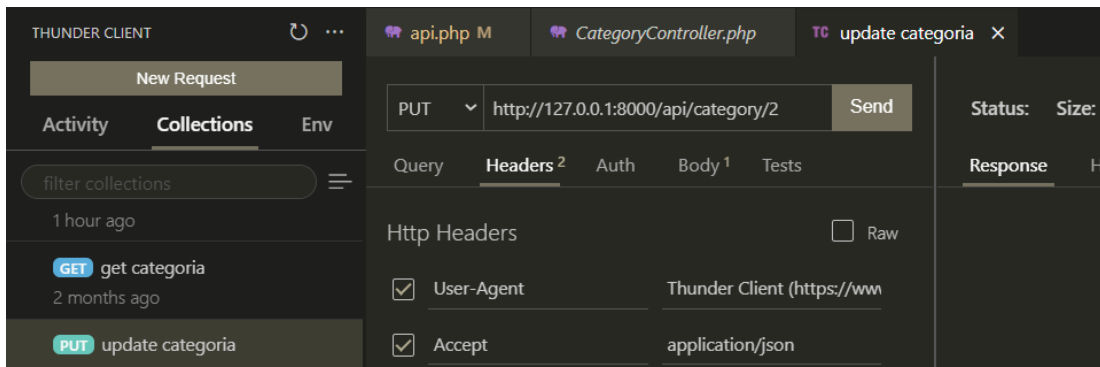 THUNDER CLIENT
New Request
Activity Collections Env
filter collections
1 hour ago
GET get categoria
2 months ago
PUT update categoria
api.php M
CategoryController.php
TC update categoria
PUT http://127.0.0.1:8000/api/category/2 Send
Query Headers 2 Auth Body 1 Tests
Http Headers Raw
User-Agent Thunder Client (https://www
Accept application/json
Status: Size:
Response H